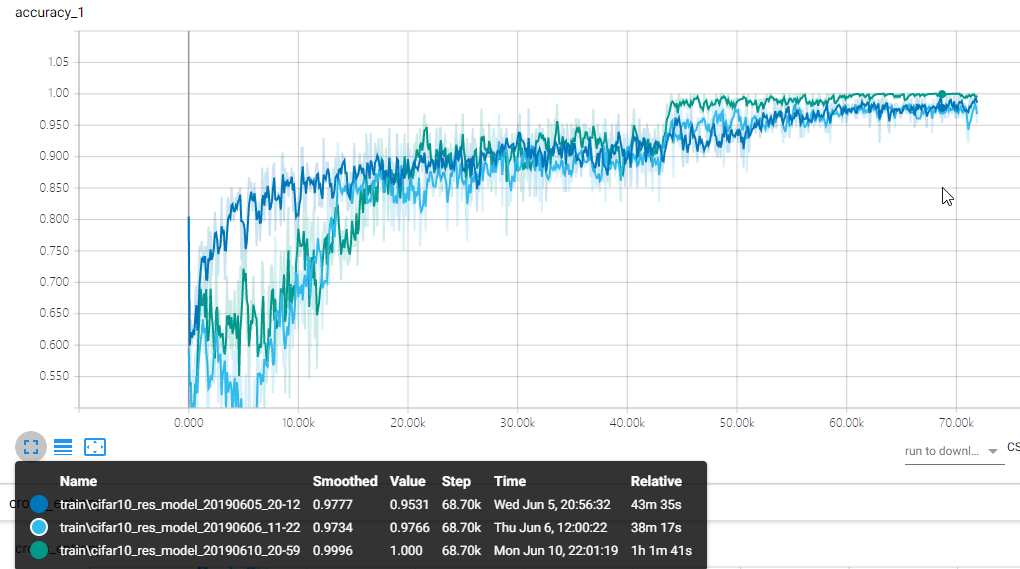 accuracy_1
1.05
1.00
0.950
0.900
0.850
0.800
0.750
0.700
0.650
0.600
0.550
0.000 10.00k 20.00k 30.00k 40.00k 50.00k 60.00k 70.00k
run to downl... CS
Name Smoothed Value Step Time Relative
train\cifar10_res_model_20190605_20-12 0.9777 0.9531 68.70k Wed Jun 5, 20:56:32 43m 35s
train\cifar10_res_model_20190606_11-22 0.9734 0.9766 68.70k Thu Jun 6, 12:00:22 38m 17s
train\cifar10_res_model_20190610_20-59 0.9996 1.000 68.70k Mon Jun 10, 22:01:19 1h 1m 41s